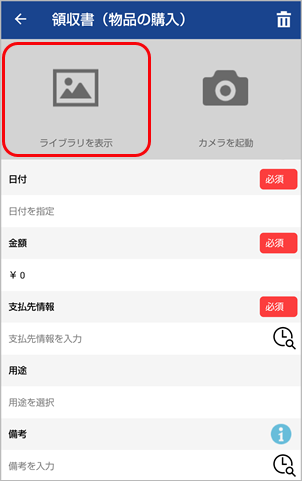 領収書（物品の購入）
ライブラリを表示
カメラを起動
日付
必須
日付を指定
金額
必須
￥ 0
支払先情報
必須
支払先情報を入力
用途
用途を選択
備考
備考を入力